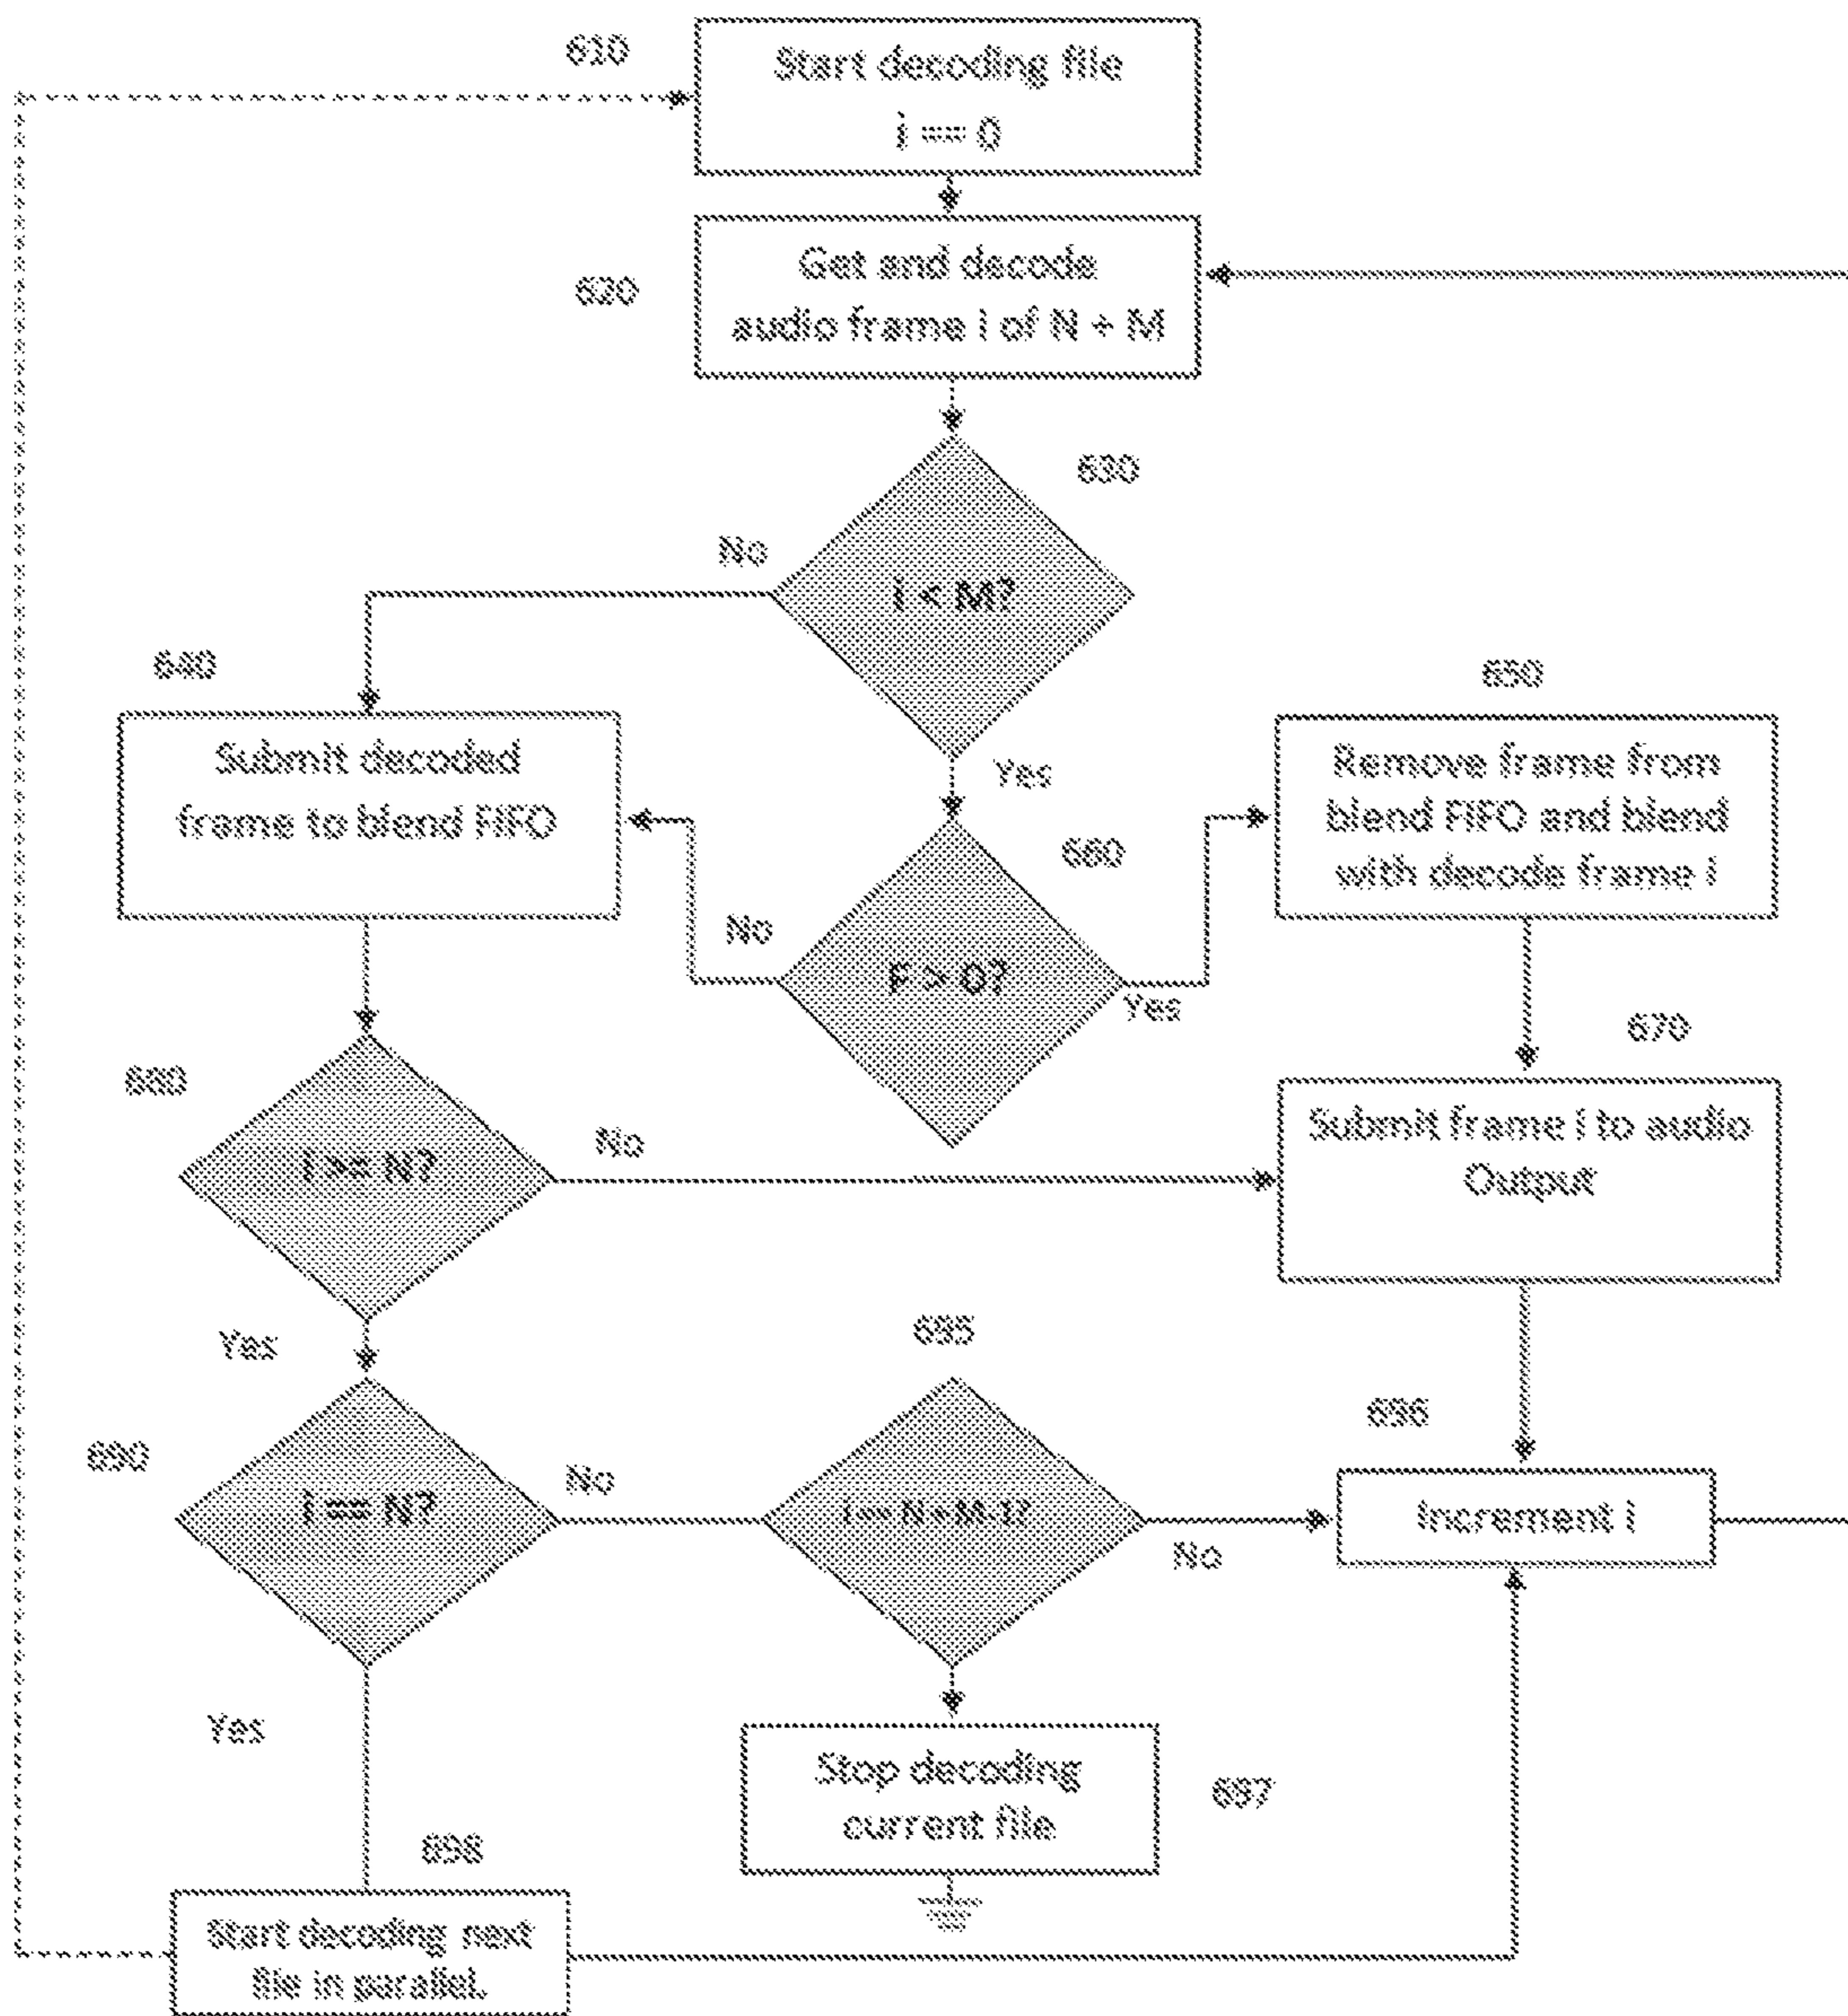 610
Start decoding file
i == 0
620
Get and decode
audio frame i of N + M
630
i < M?
No
Yes
640
Submit decoded
frame to blend FIFO
650
Remove frame from
blend FIFO and blend
with decode frame i
660
F > 0?
No
Yes
670
Submit frame i to audio
Output
680
i >= N?
No
Yes
690
i == N?
No
Yes
695
i == N+M-1?
No
696
Increment i
697
Stop decoding
current file
698
Start decoding next
file in parallel.